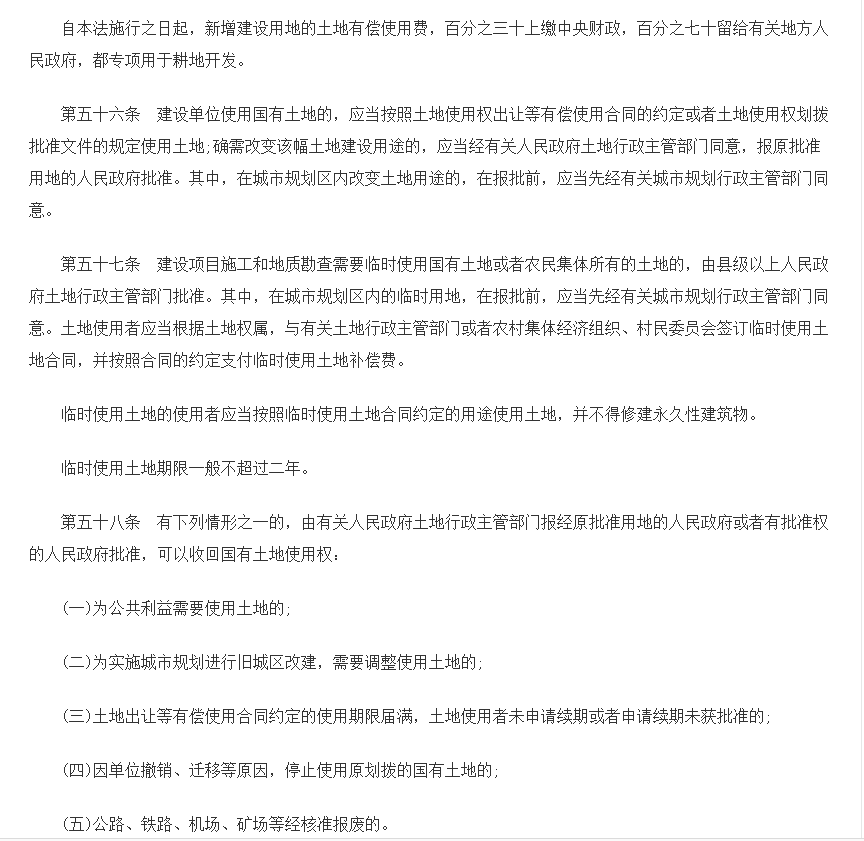 自本法施行之日起，新增建设用地的土地有偿使用费，百分之三十上缴中央财政，百分之七十留给有关地方人
民政府，都专项用于耕地开发。
第五十六条　建设单位使用国有土地的，应当按照土地使用权出让等有偿使用合同的约定或者土地使用权划拨
批准文件的规定使用土地;确需改变该幅土地建设用途的，应当经有关人民政府土地行政主管部门同意，报原批准
用地的人民政府批准。其中，在城市规划区内改变土地用途的，在报批前，应当先经有关城市规划行政主管部门同
意。
第五十七条　建设项目施工和地质勘查需要临时使用国有土地或者农民集体所有的土地的，由县级以上人民政
府土地行政主管部门批准。其中，在城市规划区内的临时用地，在报批前，应当先经有关城市规划行政主管部门同
意。土地使用者应当根据土地权属，与有关土地行政主管部门或者农村集体经济组织、村民委员会签订临时使用土
地合同，并按照合同的约定支付临时使用土地补偿费。
临时使用土地的使用者应当按照临时使用土地合同约定的用途使用土地，并不得修建永久性建筑物。
临时使用土地期限一般不超过二年。
第五十八条　有下列情形之一的，由有关人民政府土地行政主管部门报经原批准用地的人民政府或者有批准权
的人民政府批准，可以收回国有土地使用权：
(一)为公共利益需要使用土地的;
(二)为实施城市规划进行旧城区改建，需要调整使用土地的;
(三)土地出让等有偿使用合同约定的使用期限届满，土地使用者未申请续期或者申请续期未获批准的;
(四)因单位撤销、迁移等原因，停止使用原划拨的国有土地的;
(五)公路、铁路、机场、矿场等经核准报废的。